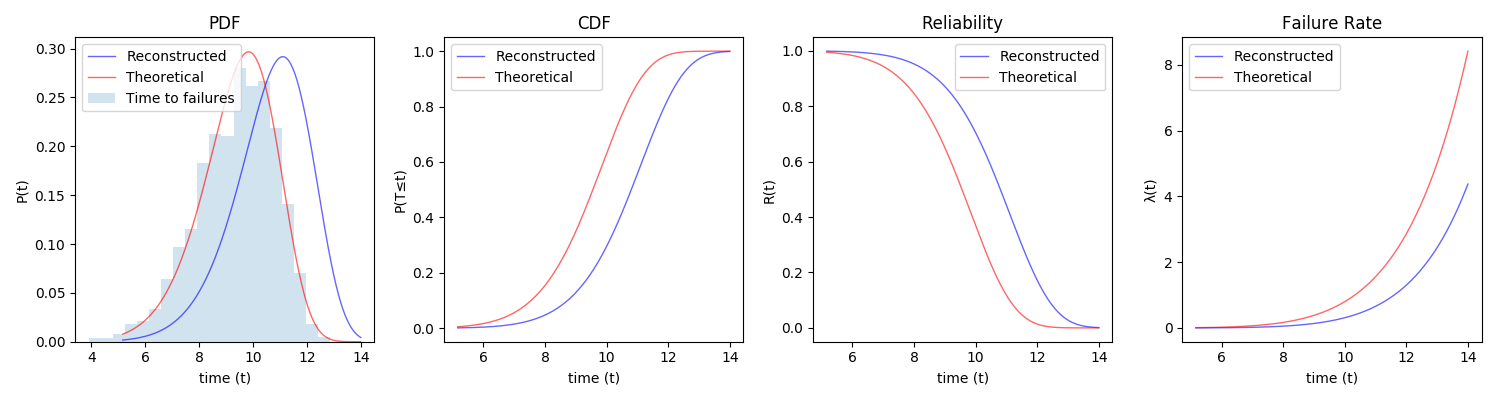 PDF
Reconstructed
Theoretical
Time to failures
P(t)
0.30
0.25
0.20
0.15
0.10
0.05
0.00
4 6 8 10 12 14
time (t)
CDF
Reconstructed
Theoretical
P(T≤t)
1.0
0.8
0.6
0.4
0.2
0.0
6 8 10 12 14
time (t)
Reliability
Reconstructed
Theoretical
R(t)
1.0
0.8
0.6
0.4
0.2
0.0
6 8 10 12 14
time (t)
Failure Rate
Reconstructed
Theoretical
λ(t)
8
6
4
2
0
6 8 10 12 14
time (t)